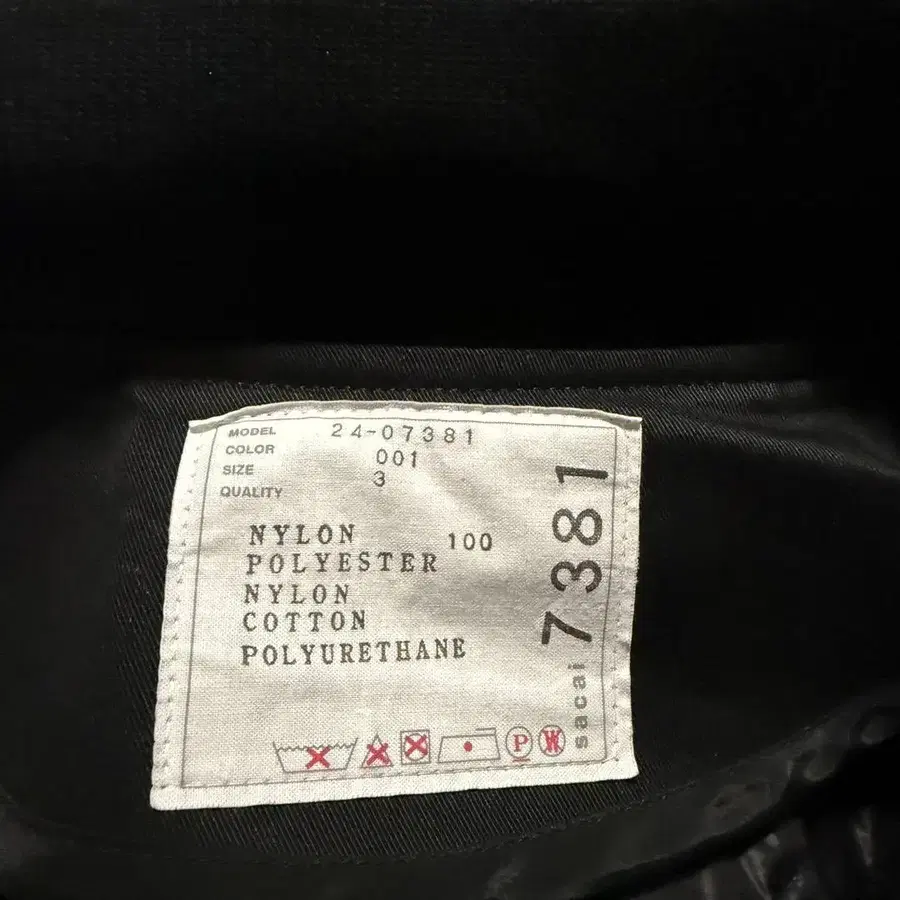 MODEL 24-07381
COLOR 001
SIZE 3
QUALITY
NYLON 100
POLYESTER
NYLON
COTTON
POLYURETHANE
7381
sacai
P W